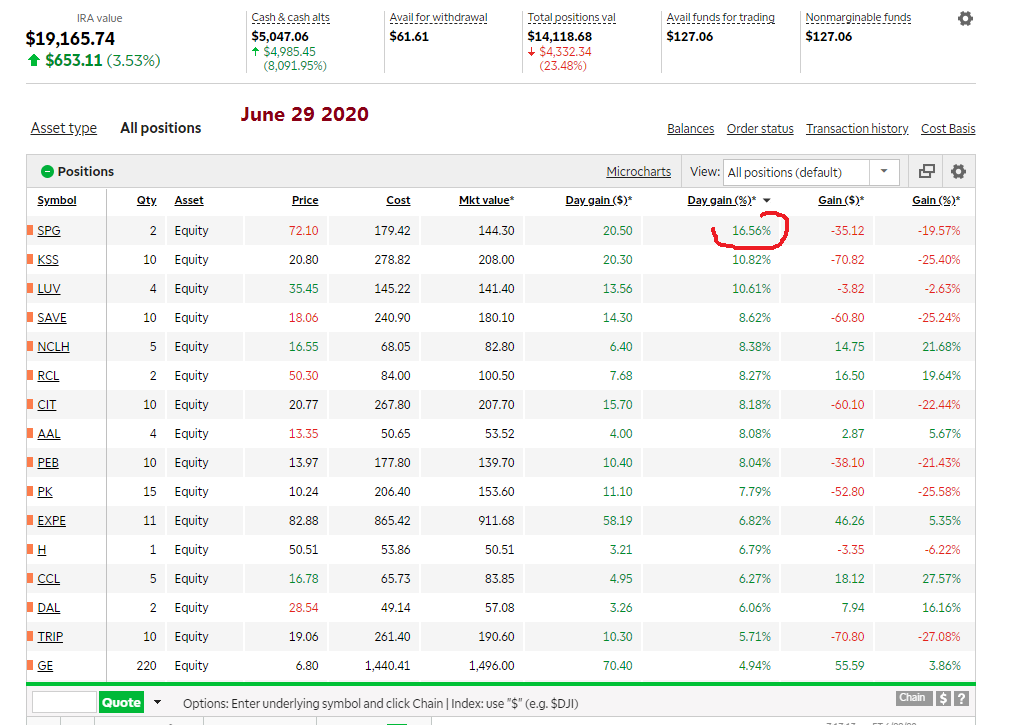 IRA value Cash & cash alts Avail for withdrawal Total positions val Avail funds for trading Nonmarginable funds
$19,165.74 $5,047.06 $61.61 $14,118.68 $127.06 $127.06
$653.11 (3.53%) $4,985.45 $4,332.34
(8,091.95%) (23.48%)
June 29 2020
Asset type All positions Balances Order status Transaction history Cost Basis
Positions Microcharts View: All positions (default)
Symbol Qty Asset Price Cost Mkt value* Day gain ($)* Day gain (%)* Gain ($)* Gain (%)*
SPG 2 Equity 72.10 179.42 144.30 20.50 16.56% -35.12 -19.57%
KSS 10 Equity 20.80 278.82 208.00 20.30 10.82% -70.82 -25.40%
LUV 4 Equity 35.45 145.22 141.40 13.56 10.61% -3.82 -2.63%
SAVE 10 Equity 18.06 240.90 180.10 14.30 8.62% -60.80 -25.24%
NCLH 5 Equity 16.55 68.05 82.80 6.40 8.38% 14.75 21.68%
RCL 2 Equity 50.30 84.00 100.50 7.68 8.27% 16.50 19.64%
CIT 10 Equity 20.77 267.80 207.70 15.70 8.18% -60.10 -22.44%
AAL 4 Equity 13.35 50.65 53.52 4.00 8.08% 2.87 5.67%
PEB 10 Equity 13.97 177.80 139.70 10.40 8.04% -38.10 -21.43%
PK 15 Equity 10.24 206.40 153.60 11.10 7.79% -52.80 -25.58%
EXPE 11 Equity 82.88 865.42 911.68 58.19 6.82% 46.26 5.35%
H 1 Equity 50.51 53.86 50.51 3.21 6.79% -3.35 -6.22%
CCL 5 Equity 16.78 65.73 83.85 4.95 6.27% 18.12 27.57%
DAL 2 Equity 28.54 49.14 57.08 3.26 6.06% 7.94 16.16%
TRIP 10 Equity 19.06 261.40 190.60 10.30 5.71% -70.80 -27.08%
GE 220 Equity 6.80 1,440.41 1,496.00 70.40 4.94% 55.59 3.86%
Quote Options: Enter underlying symbol and click Chain | Index: use "$" (e.g. $DJI) Chain $ ?